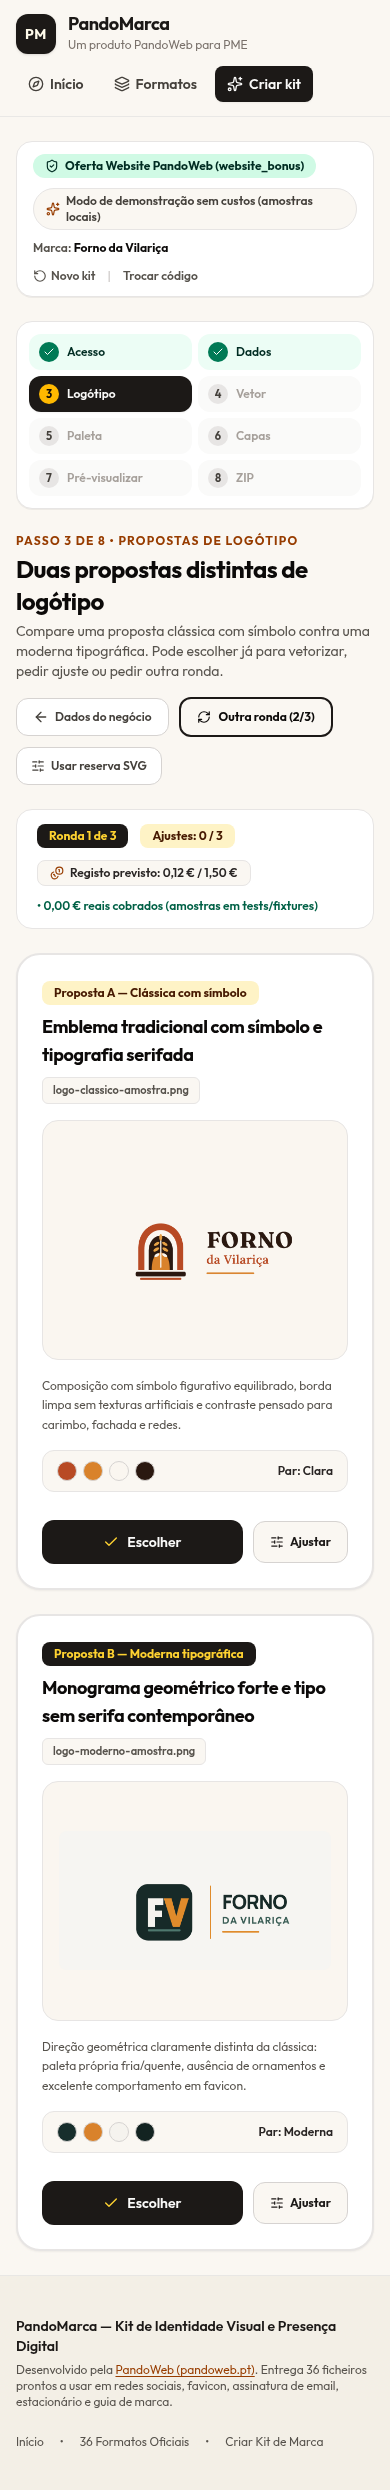 PM
PandoMarca
Um produto PandoWeb para PME
Início
Formatos
Criar kit
Oferta Website PandoWeb (website_bonus)
Modo de demonstração sem custos (amostras
locais)
Marca: Forno da Vilariça
Novo kit | Trocar código
Acesso
Dados
3 Logótipo
4 Vetor
5 Paleta
6 Capas
7 Pré-visualizar
8 ZIP
PASSO 3 DE 8 • PROPOSTAS DE LOGÓTIPO
Duas propostas distintas de
logótipo
Compare uma proposta clássica com símbolo contra uma
moderna tipográfica. Pode escolher já para vetorizar,
pedir ajuste ou pedir outra ronda.
Dados do negócio
Outra ronda (2/3)
Usar reserva SVG
Ronda 1 de 3
Ajustes: 0 / 3
Registo previsto: 0,12 € / 1,50 €
• 0,00 € reais cobrados (amostras em tests/fixtures)
Proposta A — Clássica com símbolo
Emblema tradicional com símbolo e
tipografia serifada
logo-classico-amostra.png
FORNO
da Vilariça
Composição com símbolo figurativo equilibrado, borda
limpa sem texturas artificiais e contraste pensado para
carimbo, fachada e redes.
Par: Clara
Escolher
Ajustar
Proposta B — Moderna tipográfica
Monograma geométrico forte e tipo
sem serifa contemporâneo
logo-moderno-amostra.png
FV
FORNO
DA VILARIÇA
Direção geométrica claramente distinta da clássica:
paleta própria fria/quente, ausência de ornamentos e
excelente comportamento em favicon.
Par: Moderna
Escolher
Ajustar
PandoMarca — Kit de Identidade Visual e Presença
Digital
Desenvolvido pela PandoWeb (pandoweb.pt). Entrega 36 ficheiros
prontos a usar em redes sociais, favicon, assinatura de email,
estacionário e guia de marca.
Início • 36 Formatos Oficiais • Criar Kit de Marca